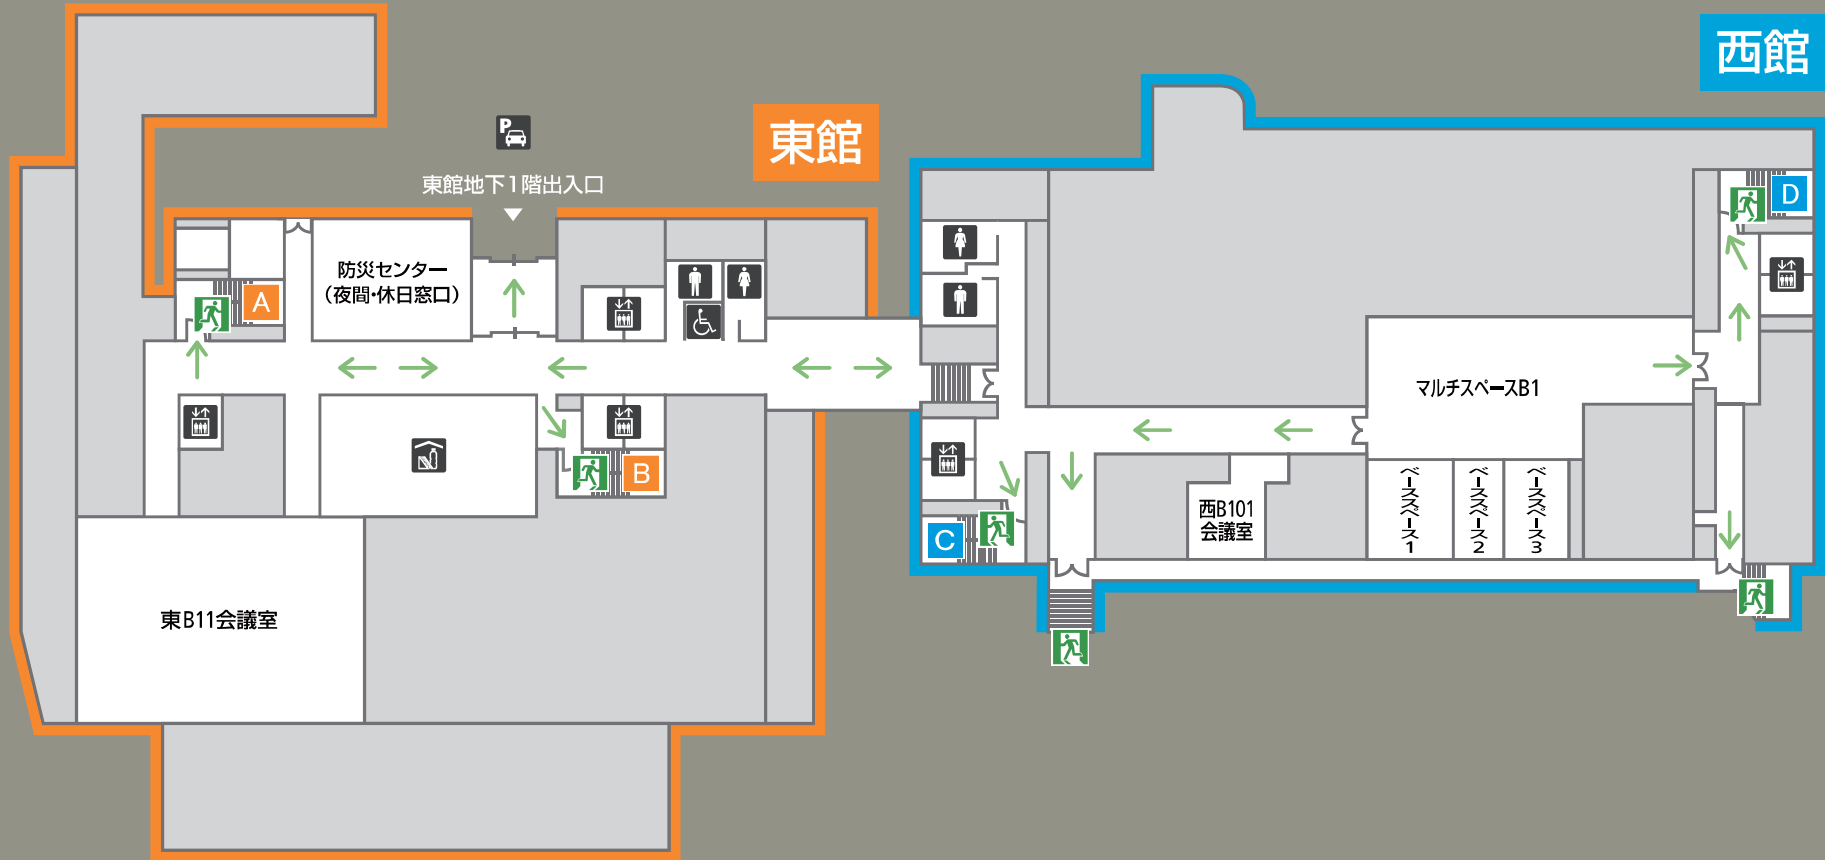 西館
東館
P
東館地下1階出入口
D
防災センター
(夜間・休日窓口)
A
マルチスペースB1
B
ベースペース1
ベースペース2
ベースペース3
西B101
会議室
C
東B11会議室